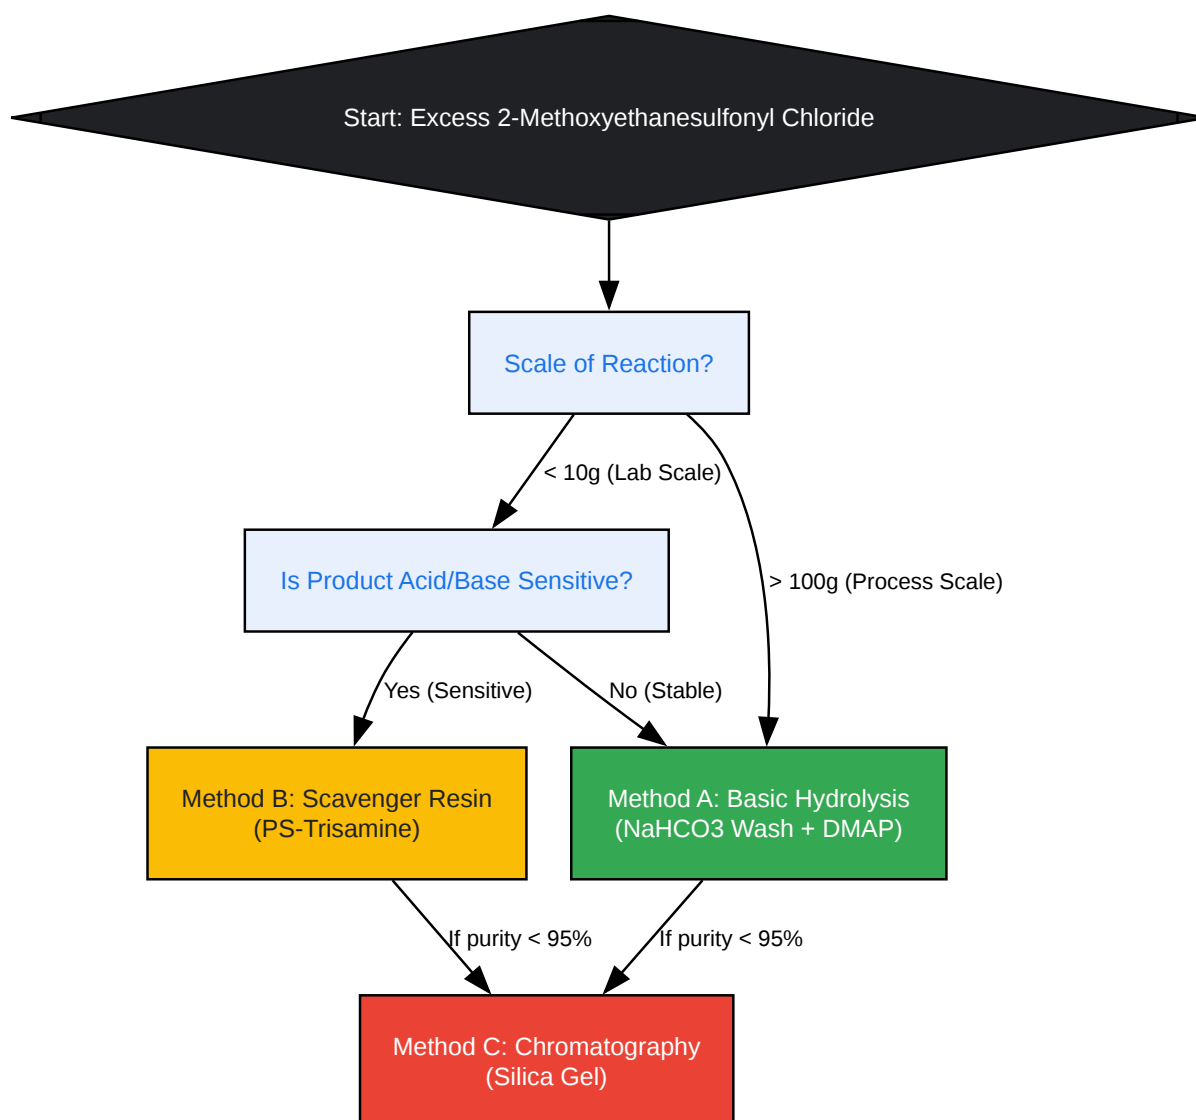 Start: Excess 2-Methoxyethanesulfonyl Chloride
Scale of Reaction?
< 10g (Lab Scale)
Is Product Acid/Base Sensitive?
> 100g (Process Scale)
Yes (Sensitive)
No (Stable)
Method B: Scavenger Resin
(PS-Trisamine)
Method A: Basic Hydrolysis
(NaHCO3 Wash + DMAP)
If purity < 95%
If purity < 95%
Method C: Chromatography
(Silica Gel)